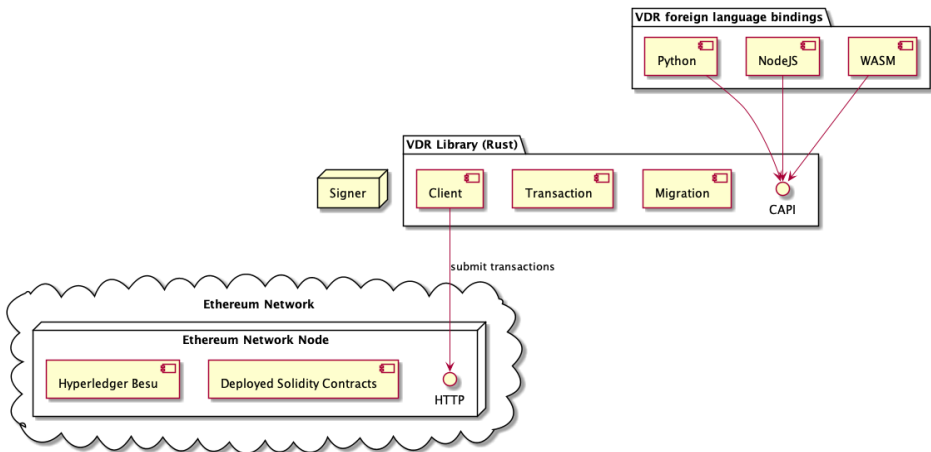 VDR foreign language bindings
Python
NodeJS
WASM
VDR Library (Rust)
Signer
Client
Transaction
Migration
CAPI
submit transactions
Ethereum Network
Ethereum Network Node
Hyperledger Besu
Deployed Solidity Contracts
HTTP